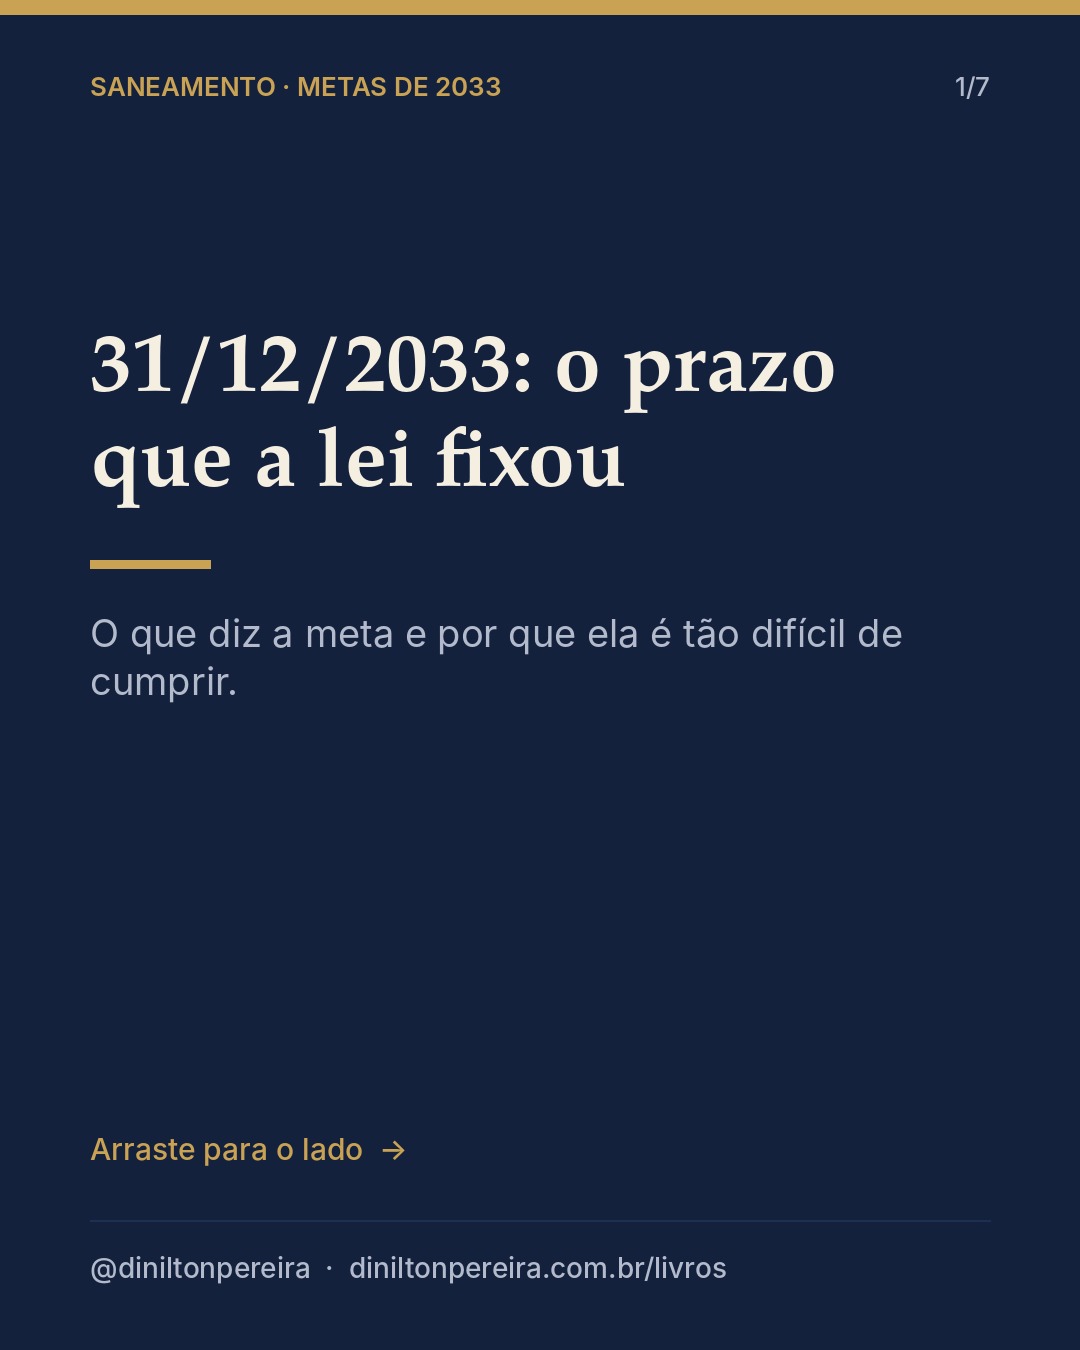 SANEAMENTO · METAS DE 2033
1/7
31/12/2033: o prazo
que a lei fixou
O que diz a meta e por que ela é tão difícil de
cumprir.
Arraste para o lado →
@diniltonpereira · diniltonpereira.com.br/livros